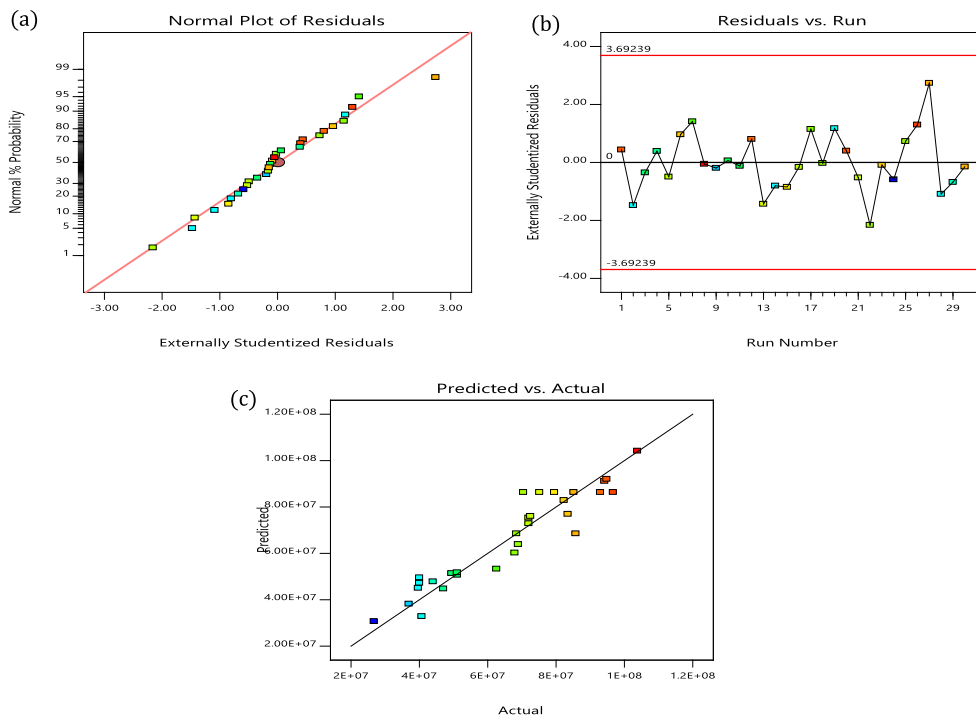 (a)
Normal Plot of Residuals
Normal % Probability
99
95
90
80
70
50
30
20
10
5
1
-3.00 -2.00 -1.00 0.00 1.00 2.00 3.00
Externally Studentized Residuals
(b)
Residuals vs. Run
Externally Studentized Residuals
4.00
3.69239
2.00
0.00
0
-2.00
-3.69239
-4.00
1 5 9 13 17 21 25 29
Run Number
(c)
Predicted vs. Actual
Predicted
1.20E+08
1.00E+08
8.00E+07
6.00E+07
4.00E+07
2.00E+07
2E+07 4E+07 6E+07 8E+07 1E+08 1.2E+08
Actual